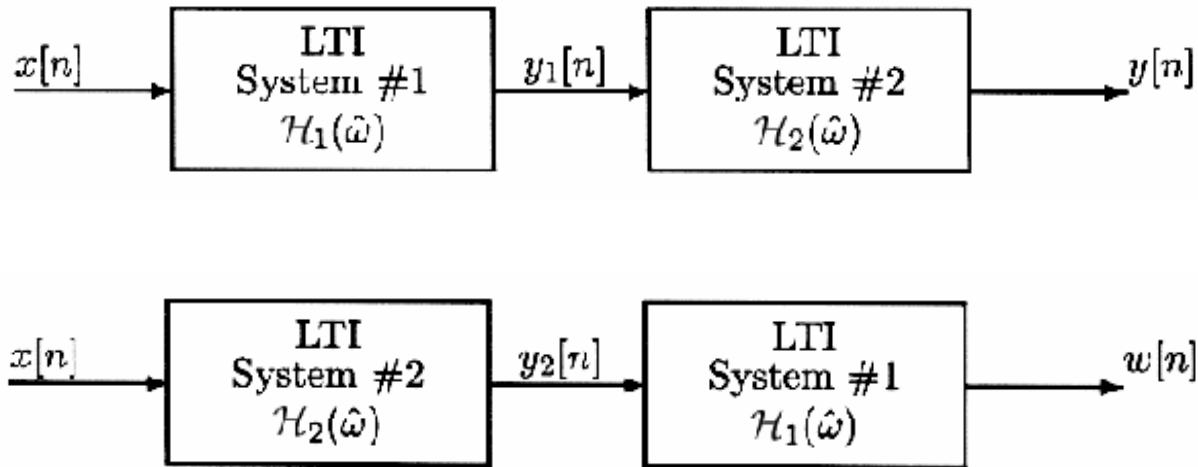 x[n]
LTI
System #1
ℋ₁(ω̂)
y₁[n]
LTI
System #2
ℋ₂(ω̂)
y[n]
x[n]
LTI
System #2
ℋ₂(ω̂)
y₂[n]
LTI
System #1
ℋ₁(ω̂)
w[n]